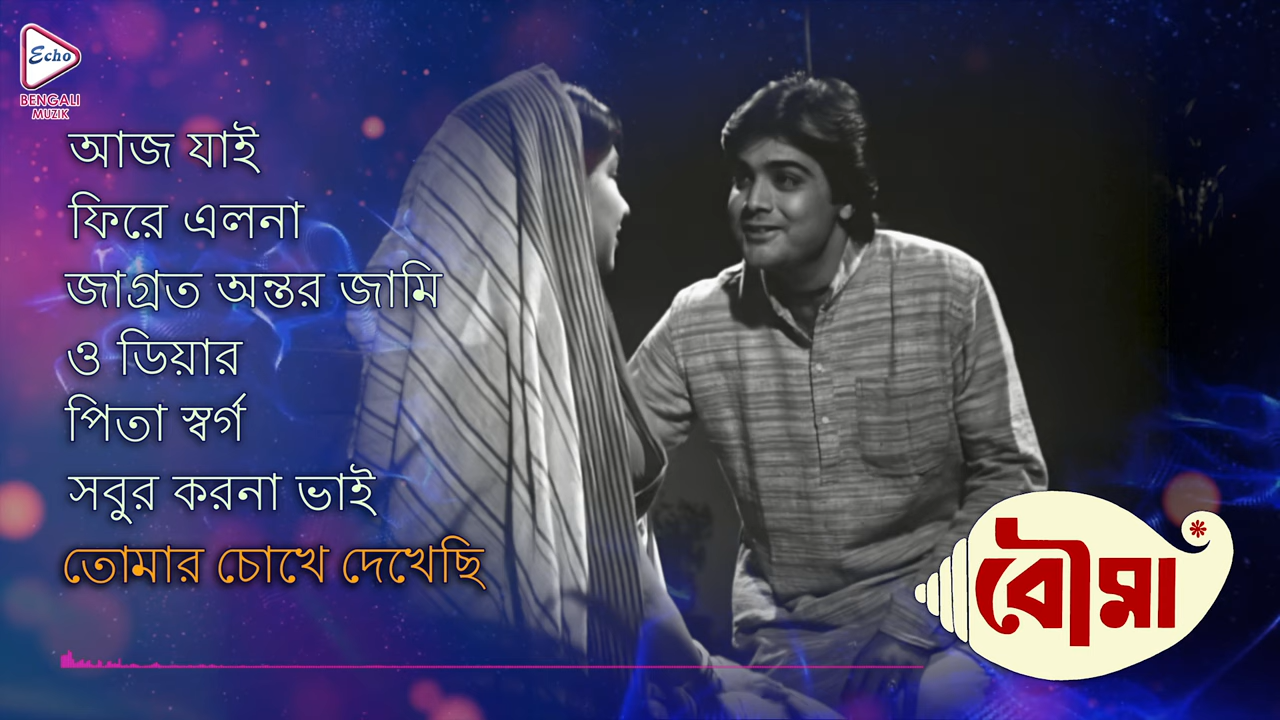 Echo
BENGALI
MUZIK
আজ যাই
ফিরে এলনা
জাগ্রত অন্তর জামি
ও ডিয়ার
পিতা স্বর্গ
সবুর করনা ভাই
তোমার চোখে দেখেছি
বৌমা